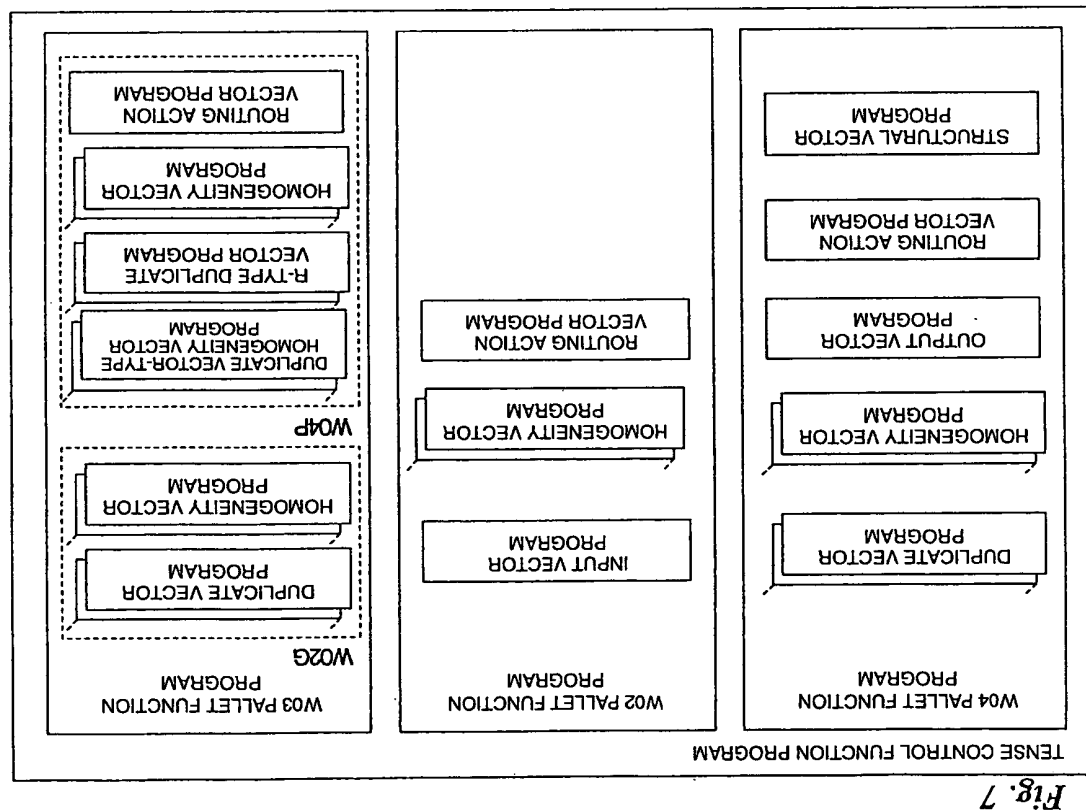 Fig. 7
TENSE CONTROL FUNCTION PROGRAM
W04 PALLET FUNCTION
PROGRAM
DUPLICATE VECTOR
PROGRAM
HOMOGENEITY VECTOR
PROGRAM
OUTPUT VECTOR
PROGRAM
ROUTING ACTION
VECTOR PROGRAM
STRUCTURAL VECTOR
PROGRAM
W02 PALLET FUNCTION
PROGRAM
INPUT VECTOR
PROGRAM
HOMOGENEITY VECTOR
PROGRAM
ROUTING ACTION
VECTOR PROGRAM
W03 PALLET FUNCTION
PROGRAM
W02G
DUPLICATE VECTOR
PROGRAM
HOMOGENEITY VECTOR
PROGRAM
W04P
DUPLICATE VECTOR-TYPE
HOMOGENEITY VECTOR
PROGRAM
R-TYPE DUPLICATE
VECTOR PROGRAM
HOMOGENEITY VECTOR
PROGRAM
ROUTING ACTION
VECTOR PROGRAM